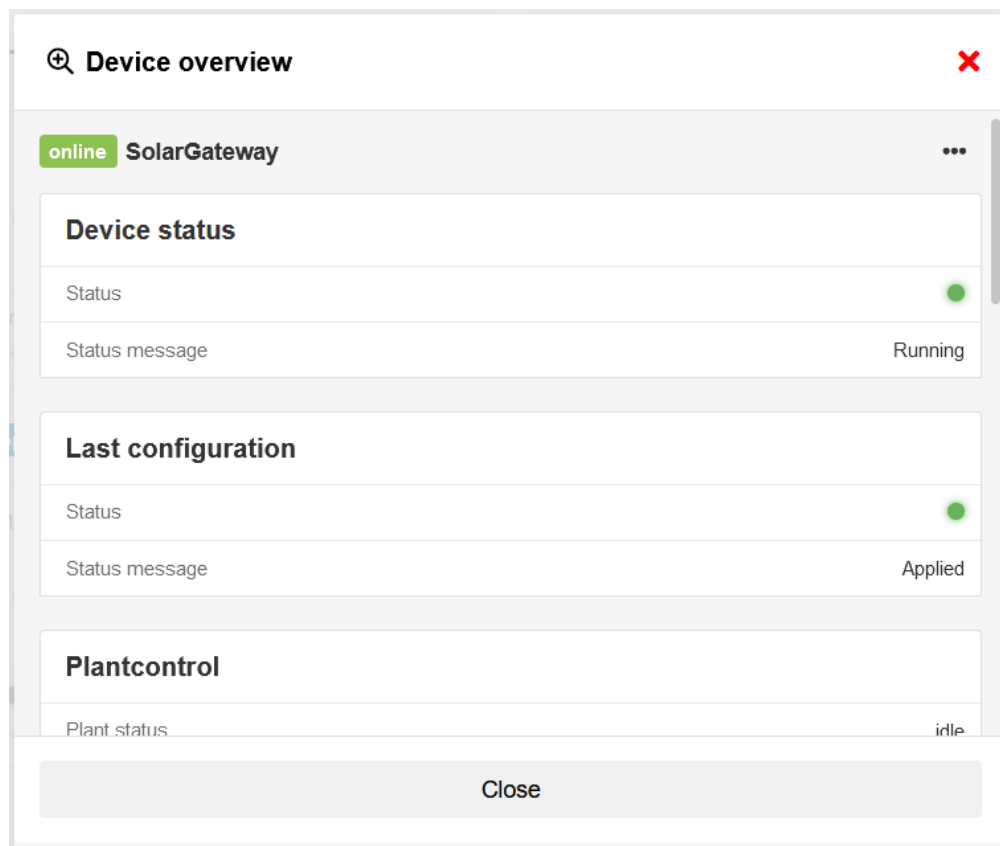 Device overview
online SolarGateway
Device status
Status
Status message Running
Last configuration
Status
Status message Applied
Plantcontrol
Plant status idle
Close